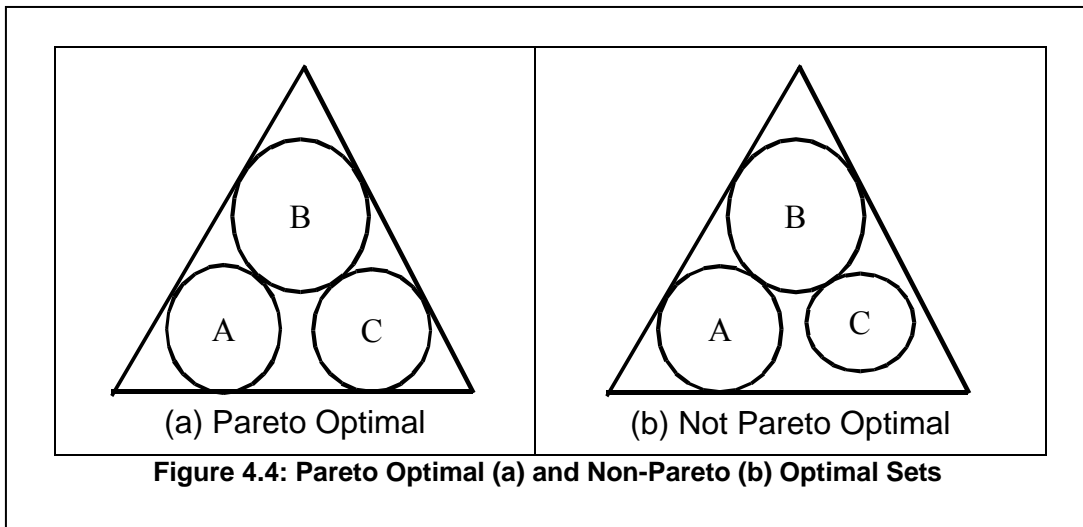 B
A
C
(a) Pareto Optimal
B
A
C
(b) Not Pareto Optimal
Figure 4.4: Pareto Optimal (a) and Non-Pareto (b) Optimal Sets